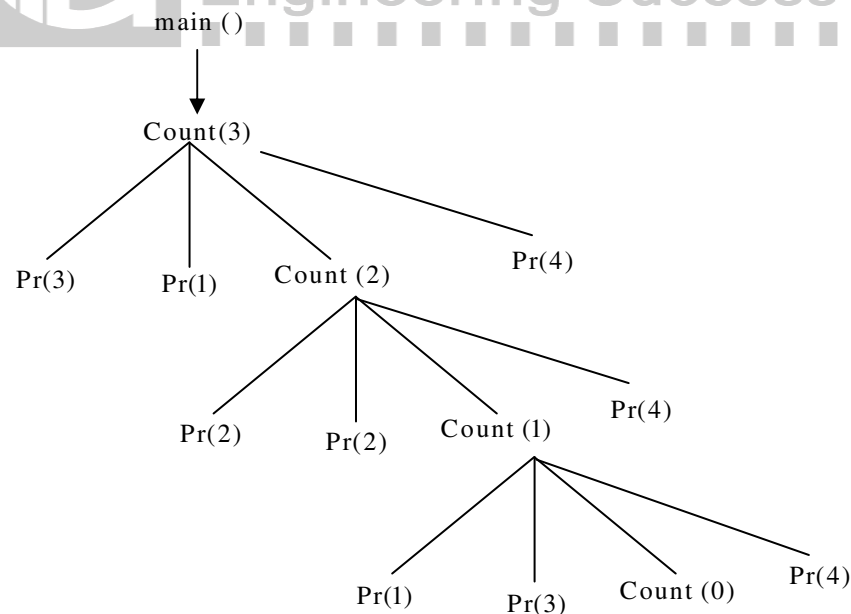 Engineering Success
main ()
Count(3)
Pr(3) Pr(1) Count (2) Pr(4)
Pr(2) Pr(2) Count (1) Pr(4)
Pr(1) Pr(3) Count (0) Pr(4)